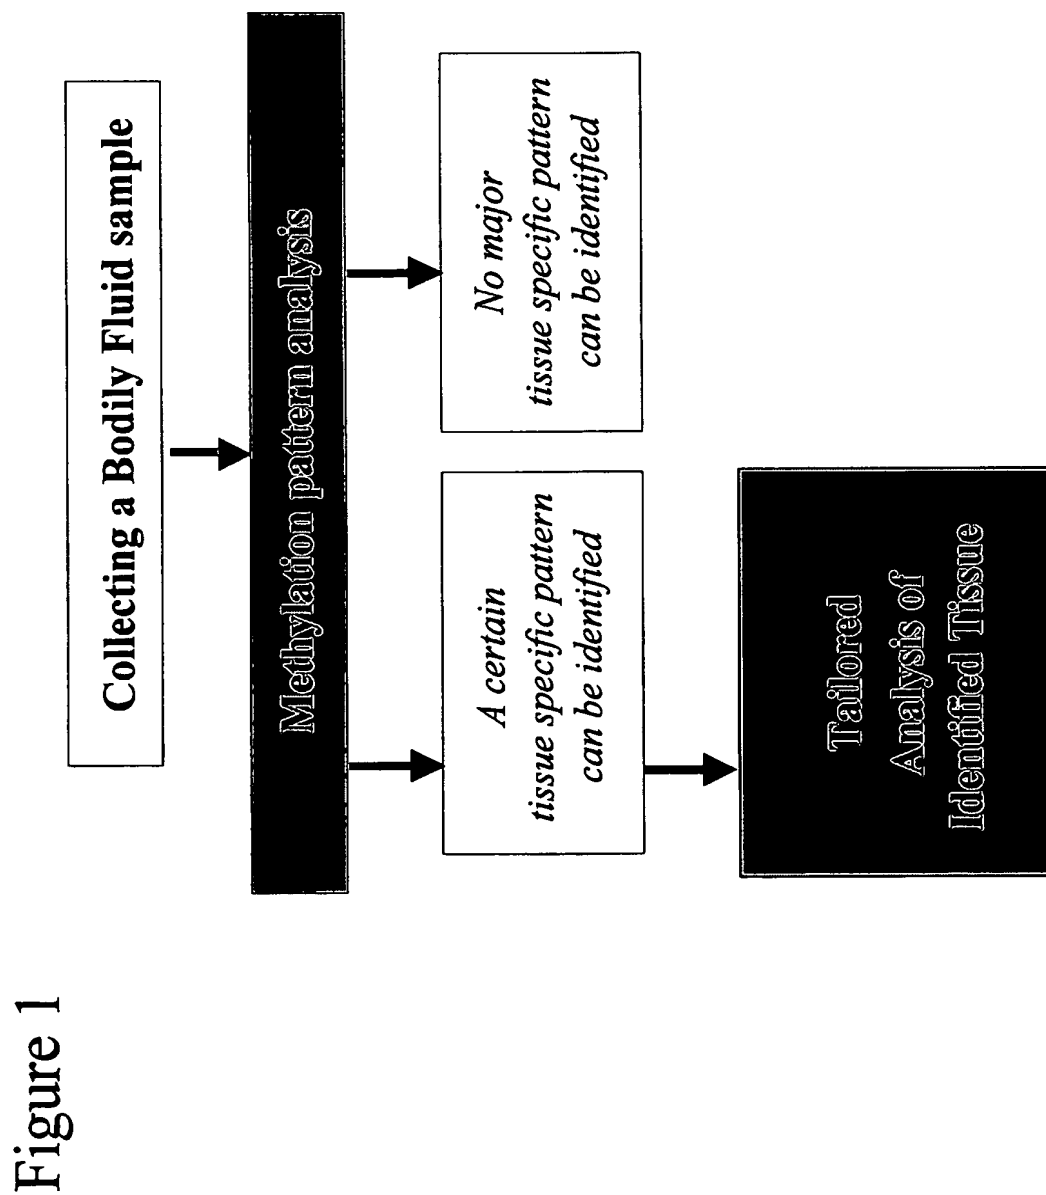 Figure 1
Collecting a Bodily Fluid sample
Methylation pattern analysis
A certain
tissue specific pattern
can be identified
No major
tissue specific pattern
can be identified
Tailored
Analysis of
Identified Tissue